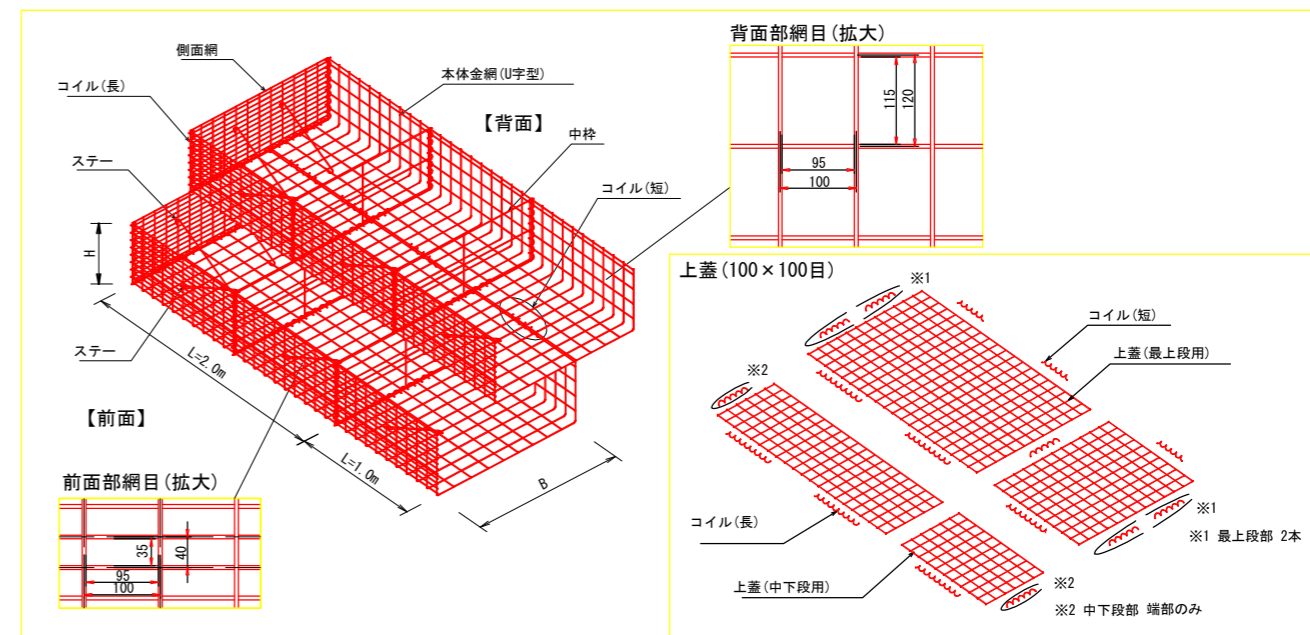 側面網
コイル(長)
本体金網(U字型)
【背面】
中枠
ステー
コイル(短)
H
ステー
L=2.0m
【前面】
L=1.0m
B
前面部網目(拡大)
35
40
95
100
背面部網目(拡大)
115
120
95
100
上蓋(100×100目)
※1
コイル(短)
上蓋(最上段用)
※2
コイル(長)
※1
※1 最上段部 2本
上蓋(中下段用)
※2
※2 中下段部 端部のみ